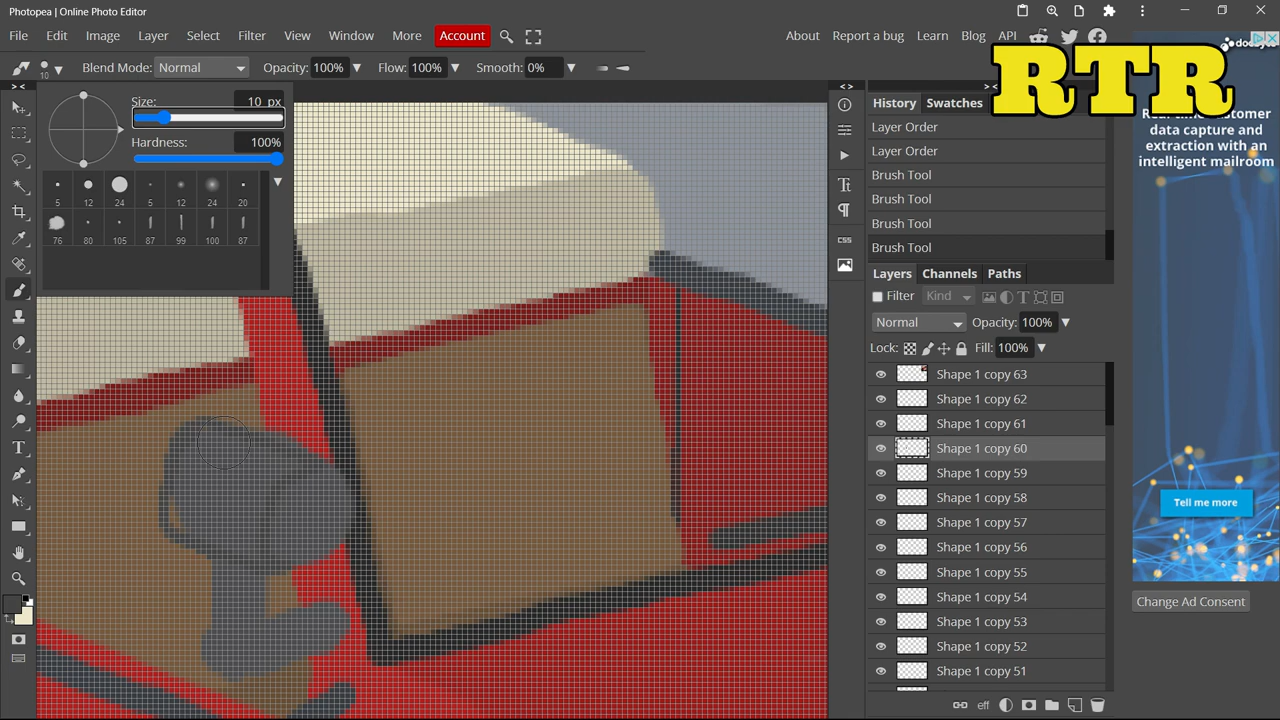 Photopea | Online Photo Editor
File Edit Image Layer Select Filter View Window More Account
About Report a bug Learn Blog API
10 Blend Mode: Normal Opacity: 100% Flow: 100% Smooth: 0%
RTR
Size: 10 px
Hardness: 100%
5 12 24 5 12 24 20
76 80 105 87 99 100 87
> <
< >
> <
History Swatches
Layer Order
Layer Order
Brush Tool
Brush Tool
Brush Tool
Brush Tool
CSS
Layers Channels Paths
Filter Kind
Normal Opacity: 100%
Lock: Fill: 100%
Shape 1 copy 63
Shape 1 copy 62
Shape 1 copy 61
Shape 1 copy 60
Shape 1 copy 59
Shape 1 copy 58
Shape 1 copy 57
Shape 1 copy 56
Shape 1 copy 55
Shape 1 copy 54
Shape 1 copy 53
Shape 1 copy 52
Shape 1 copy 51
eff
data capture and
extraction with an
intelligent mailroom
Tell me more
Change Ad Consent